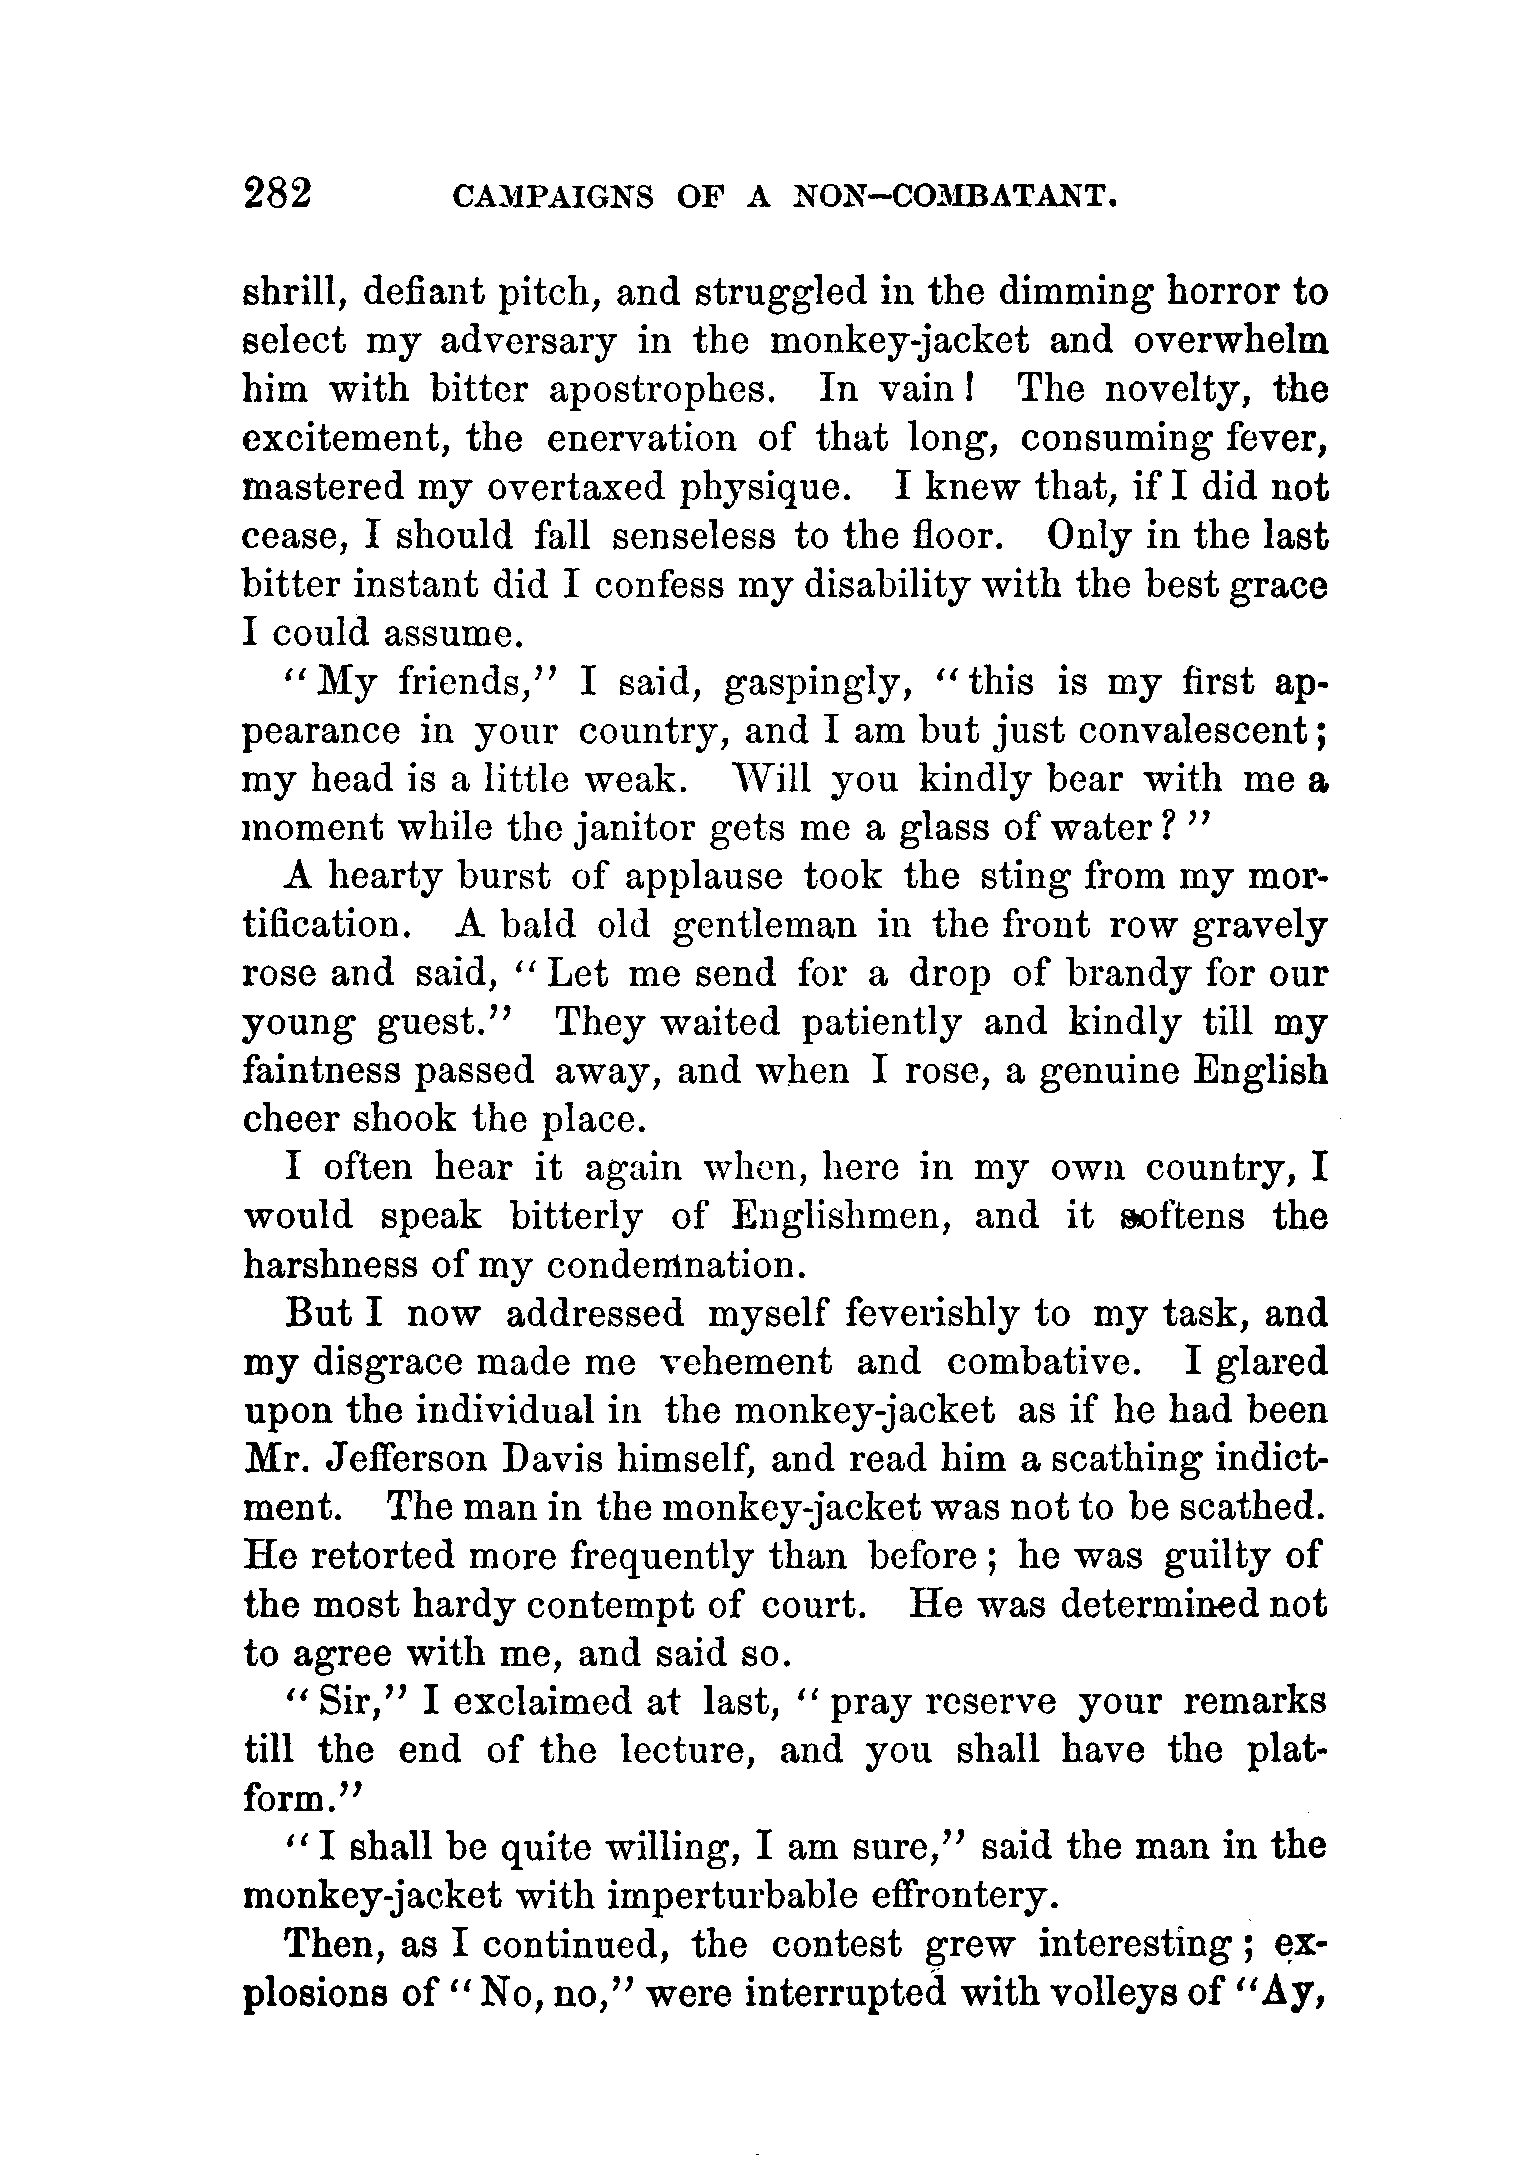 282 CAMPAIGNS OF A NON-COMBATANT.
shrill, defiant pitch, and struggled in the dimming horror to
select my adversary in the monkey-jacket and overwhelm
him with bitter apostrophes. In vain! The novelty, the
excitement, the enervation of that long, consuming fever,
mastered my overtaxed physique. I knew that, if I did not
cease, I should fall senseless to the floor. Only in the last
bitter instant did I confess my disability with the best grace
I could assume.
"My friends," I said, gaspingly, "this is my first ap-
pearance in your country, and I am but just convalescent;
my head is a little weak. Will you kindly bear with me a
moment while the janitor gets me a glass of water?"
A hearty burst of applause took the sting from my mor-
tification. A bald old gentleman in the front row gravely
rose and said, "Let me send for a drop of brandy for our
young guest." They waited patiently and kindly till my
faintness passed away, and when I rose, a genuine English
cheer shook the place.
I often hear it again when, here in my own country, I
would speak bitterly of Englishmen, and it softens the
harshness of my condemnation.
But I now addressed myself feverishly to my task, and
my disgrace made me vehement and combative. I glared
upon the individual in the monkey-jacket as if he had been
Mr. Jefferson Davis himself, and read him a scathing indict-
ment. The man in the monkey-jacket was not to be scathed.
He retorted more frequently than before; he was guilty of
the most hardy contempt of court. He was determined not
to agree with me, and said so.
"Sir," I exclaimed at last, "pray reserve your remarks
till the end of the lecture, and you shall have the plat-
form."
"I shall be quite willing, I am sure," said the man in the
monkey-jacket with imperturbable effrontery.
Then, as I continued, the contest grew interesting; ex-
plosions of "No, no," were interrupted with volleys of "Ay,